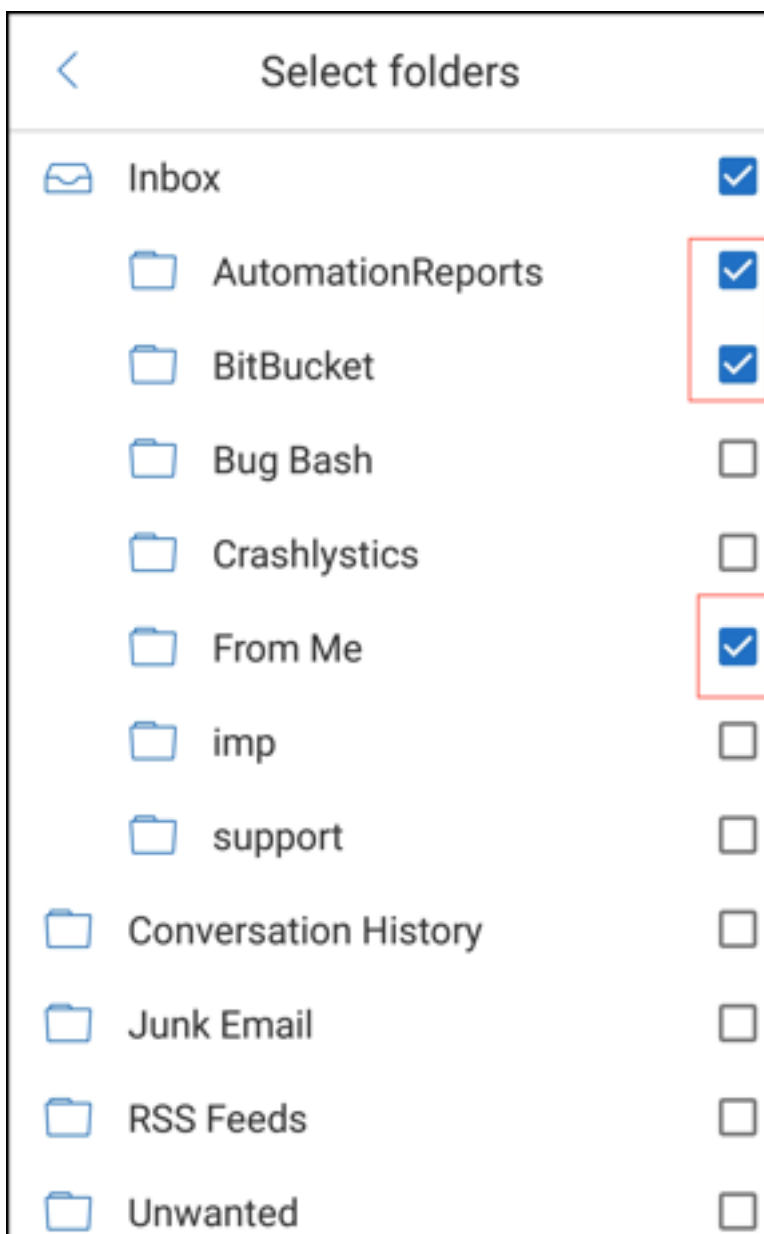 Select folders
Inbox
AutomationReports
BitBucket
Bug Bash
Crashlystics
From Me
imp
support
Conversation History
Junk Email
RSS Feeds
Unwanted